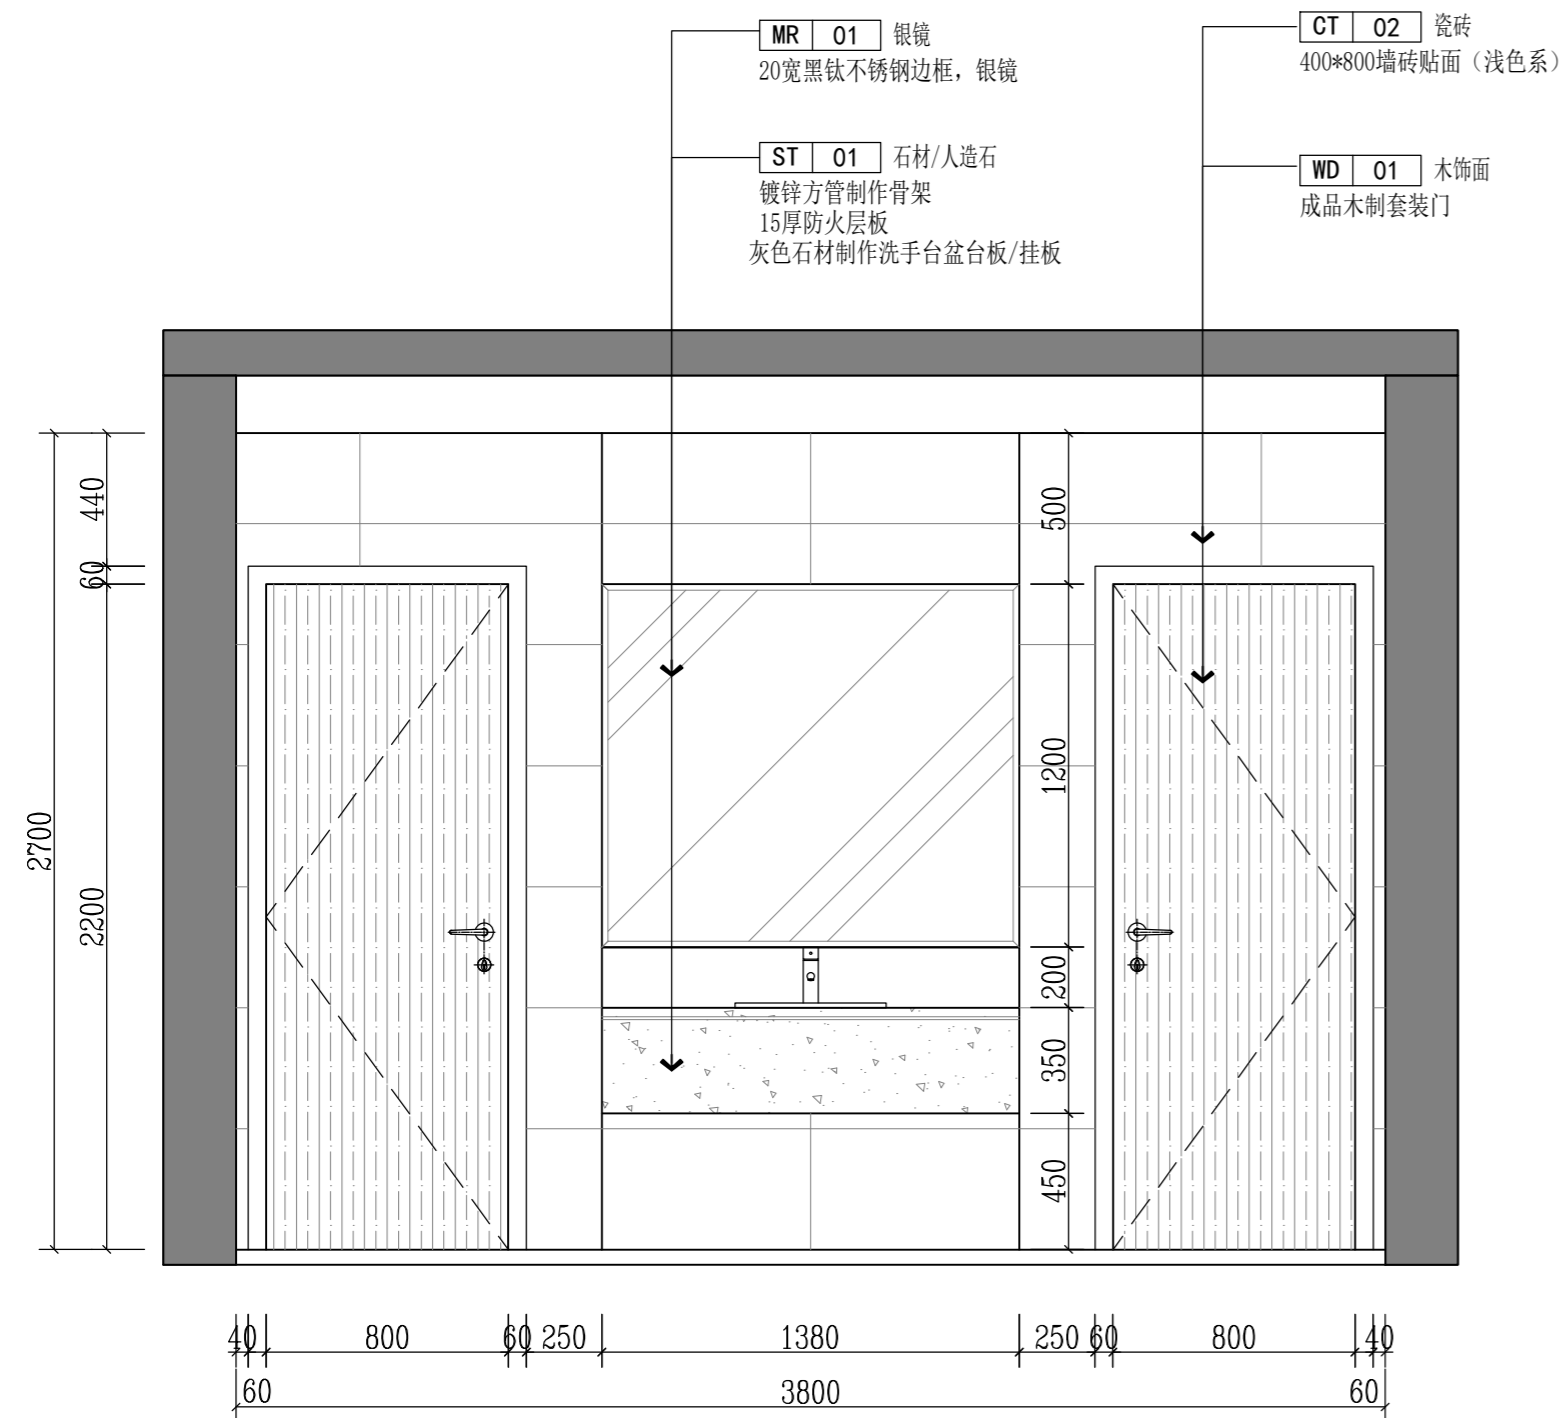 MR 01 银镜
20宽黑钛不锈钢边框，银镜
ST 01 石材/人造石
镀锌方管制作骨架
15厚防火层板
灰色石材制作洗手台盆台板/挂板
CT 02 瓷砖
400*800墙砖贴面（浅色系）
WD 01 木饰面
成品木制套装门
440
60
2200
2700
500
1200
200
350
450
40 800 60 250 1380 250 60 800 40
60 3800 60